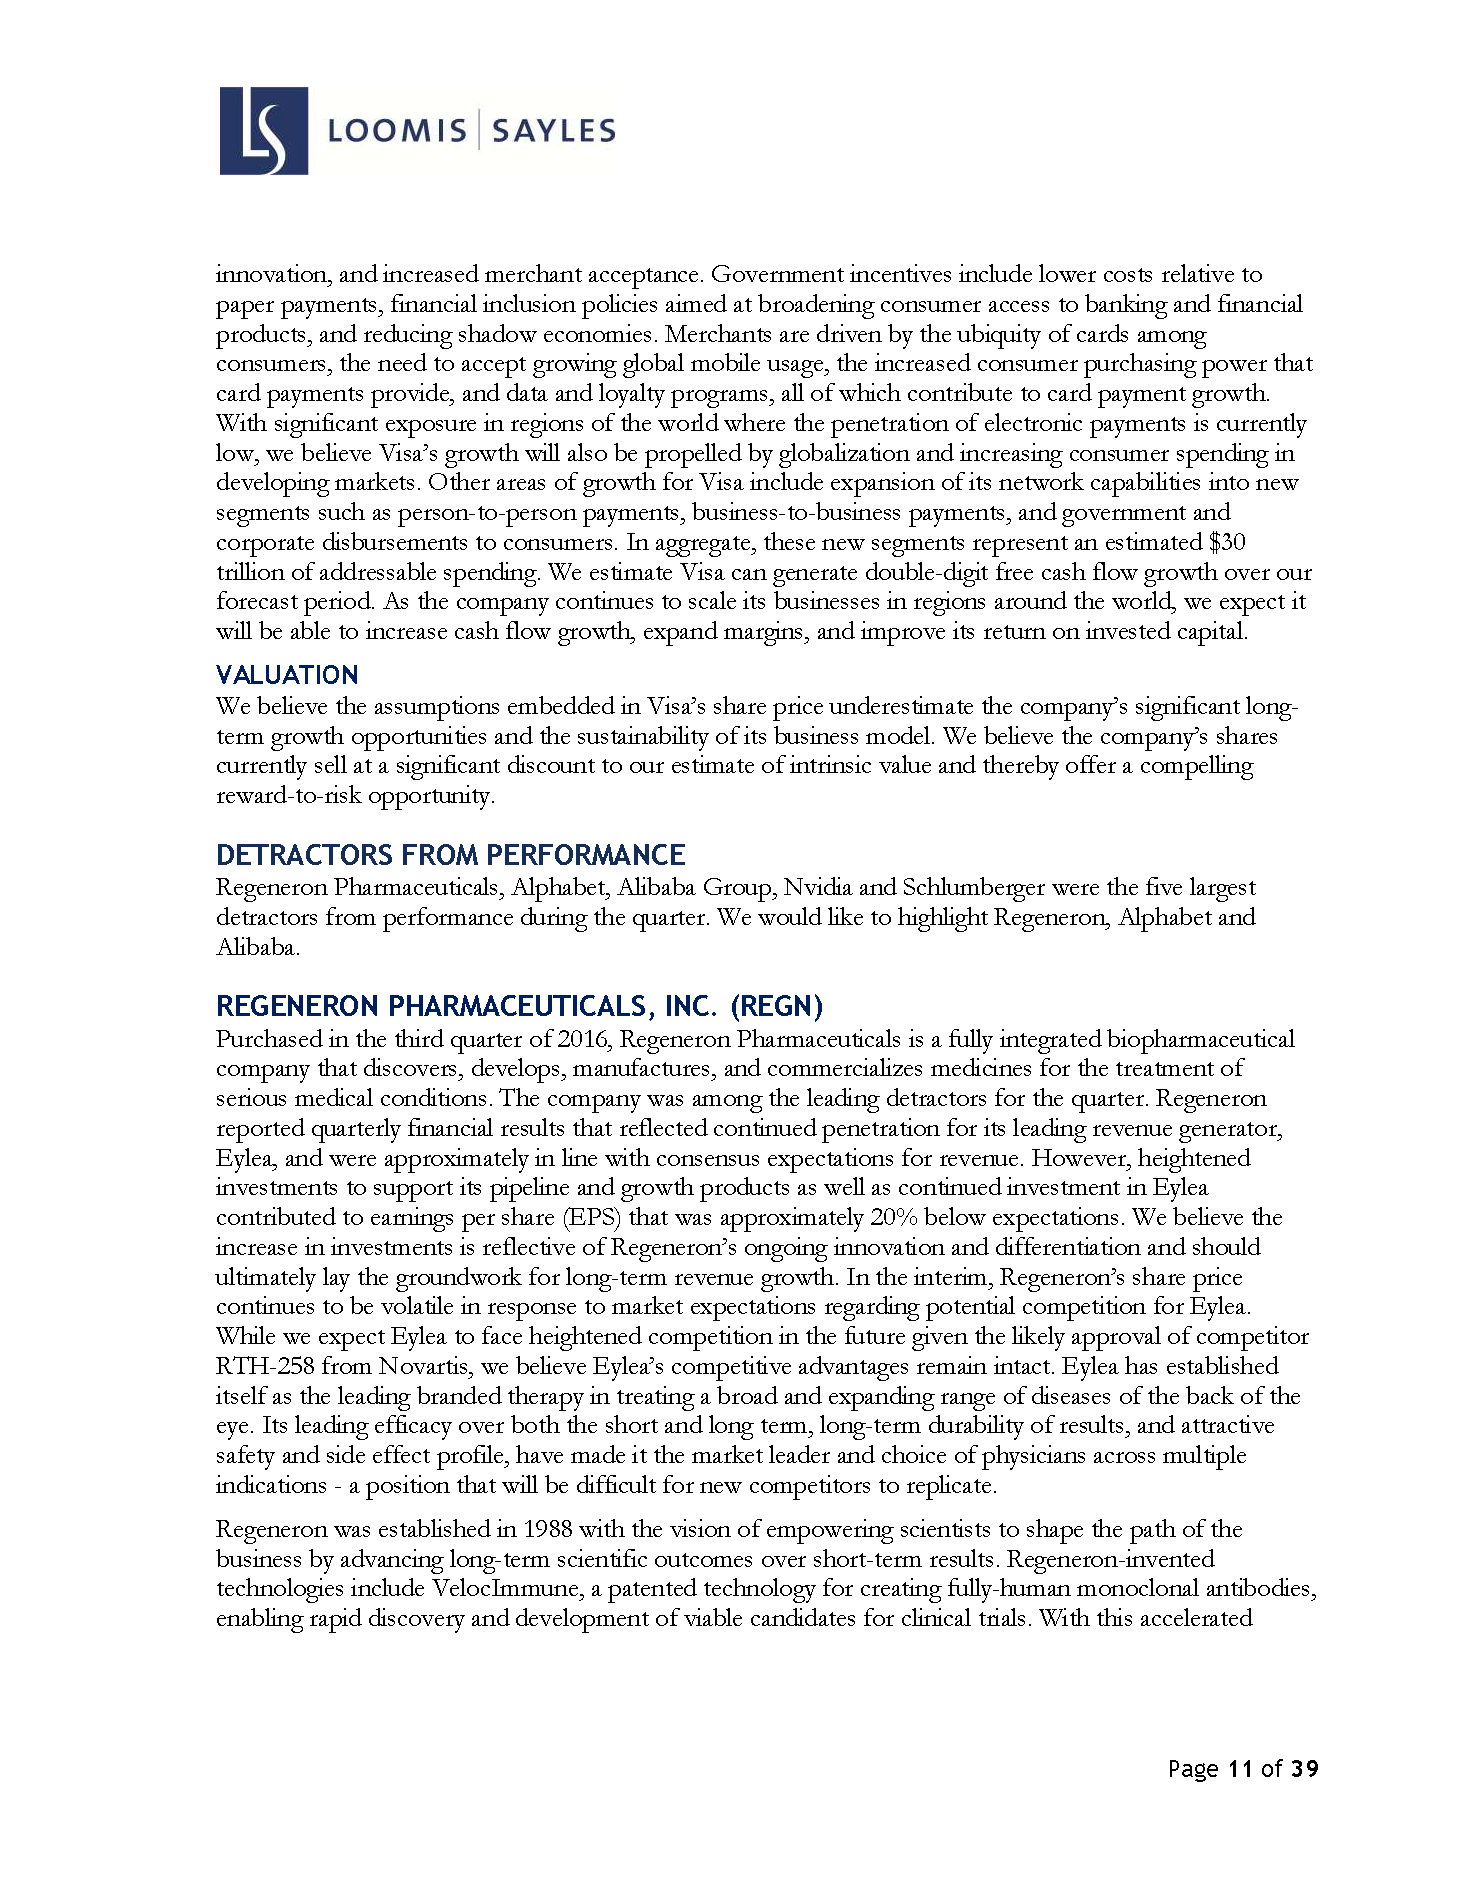 LS LOOMIS | SAYLES
innovation, and increased merchant acceptance. Government incentives include lower costs relative to
paper payments, financial inclusion policies aimed at broadening consumer access to banking and financial
products, and reducing shadow economies. Merchants are driven by the ubiquity of cards among
consumers, the need to accept growing global mobile usage, the increased consumer purchasing power that
card payments provide, and data and loyalty programs, all of which contribute to card payment growth.
With significant exposure in regions of the world where the penetration of electronic payments is currently
low, we believe Visa’s growth will also be propelled by globalization and increasing consumer spending in
developing markets. Other areas of growth for Visa include expansion of its network capabilities into new
segments such as person-to-person payments, business-to-business payments, and government and
corporate disbursements to consumers. In aggregate, these new segments represent an estimated $30
trillion of addressable spending. We estimate Visa can generate double-digit free cash flow growth over our
forecast period. As the company continues to scale its businesses in regions around the world, we expect it
will be able to increase cash flow growth, expand margins, and improve its return on invested capital.
VALUATION
We believe the assumptions embedded in Visa’s share price underestimate the company’s significant long-
term growth opportunities and the sustainability of its business model. We believe the company’s shares
currently sell at a significant discount to our estimate of intrinsic value and thereby offer a compelling
reward-to-risk opportunity.
DETRACTORS FROM PERFORMANCE
Regeneron Pharmaceuticals, Alphabet, Alibaba Group, Nvidia and Schlumberger were the five largest
detractors from performance during the quarter. We would like to highlight Regeneron, Alphabet and
Alibaba.
REGENERON PHARMACEUTICALS, INC. (REGN)
Purchased in the third quarter of 2016, Regeneron Pharmaceuticals is a fully integrated biopharmaceutical
company that discovers, develops, manufactures, and commercializes medicines for the treatment of
serious medical conditions. The company was among the leading detractors for the quarter. Regeneron
reported quarterly financial results that reflected continued penetration for its leading revenue generator,
Eylea, and were approximately in line with consensus expectations for revenue. However, heightened
investments to support its pipeline and growth products as well as continued investment in Eylea
contributed to earnings per share (EPS) that was approximately 20% below expectations. We believe the
increase in investments is reflective of Regeneron’s ongoing innovation and differentiation and should
ultimately lay the groundwork for long-term revenue growth. In the interim, Regeneron’s share price
continues to be volatile in response to market expectations regarding potential competition for Eylea.
While we expect Eylea to face heightened competition in the future given the likely approval of competitor
RTH-258 from Novartis, we believe Eylea’s competitive advantages remain intact. Eylea has established
itself as the leading branded therapy in treating a broad and expanding range of diseases of the back of the
eye. Its leading efficacy over both the short and long term, long-term durability of results, and attractive
safety and side effect profile, have made it the market leader and choice of physicians across multiple
indications - a position that will be difficult for new competitors to replicate.
Regeneron was established in 1988 with the vision of empowering scientists to shape the path of the
business by advancing long-term scientific outcomes over short-term results. Regeneron-invented
technologies include VelocImmune, a patented technology for creating fully-human monoclonal antibodies,
enabling rapid discovery and development of viable candidates for clinical trials. With this accelerated
Page 11 of 39